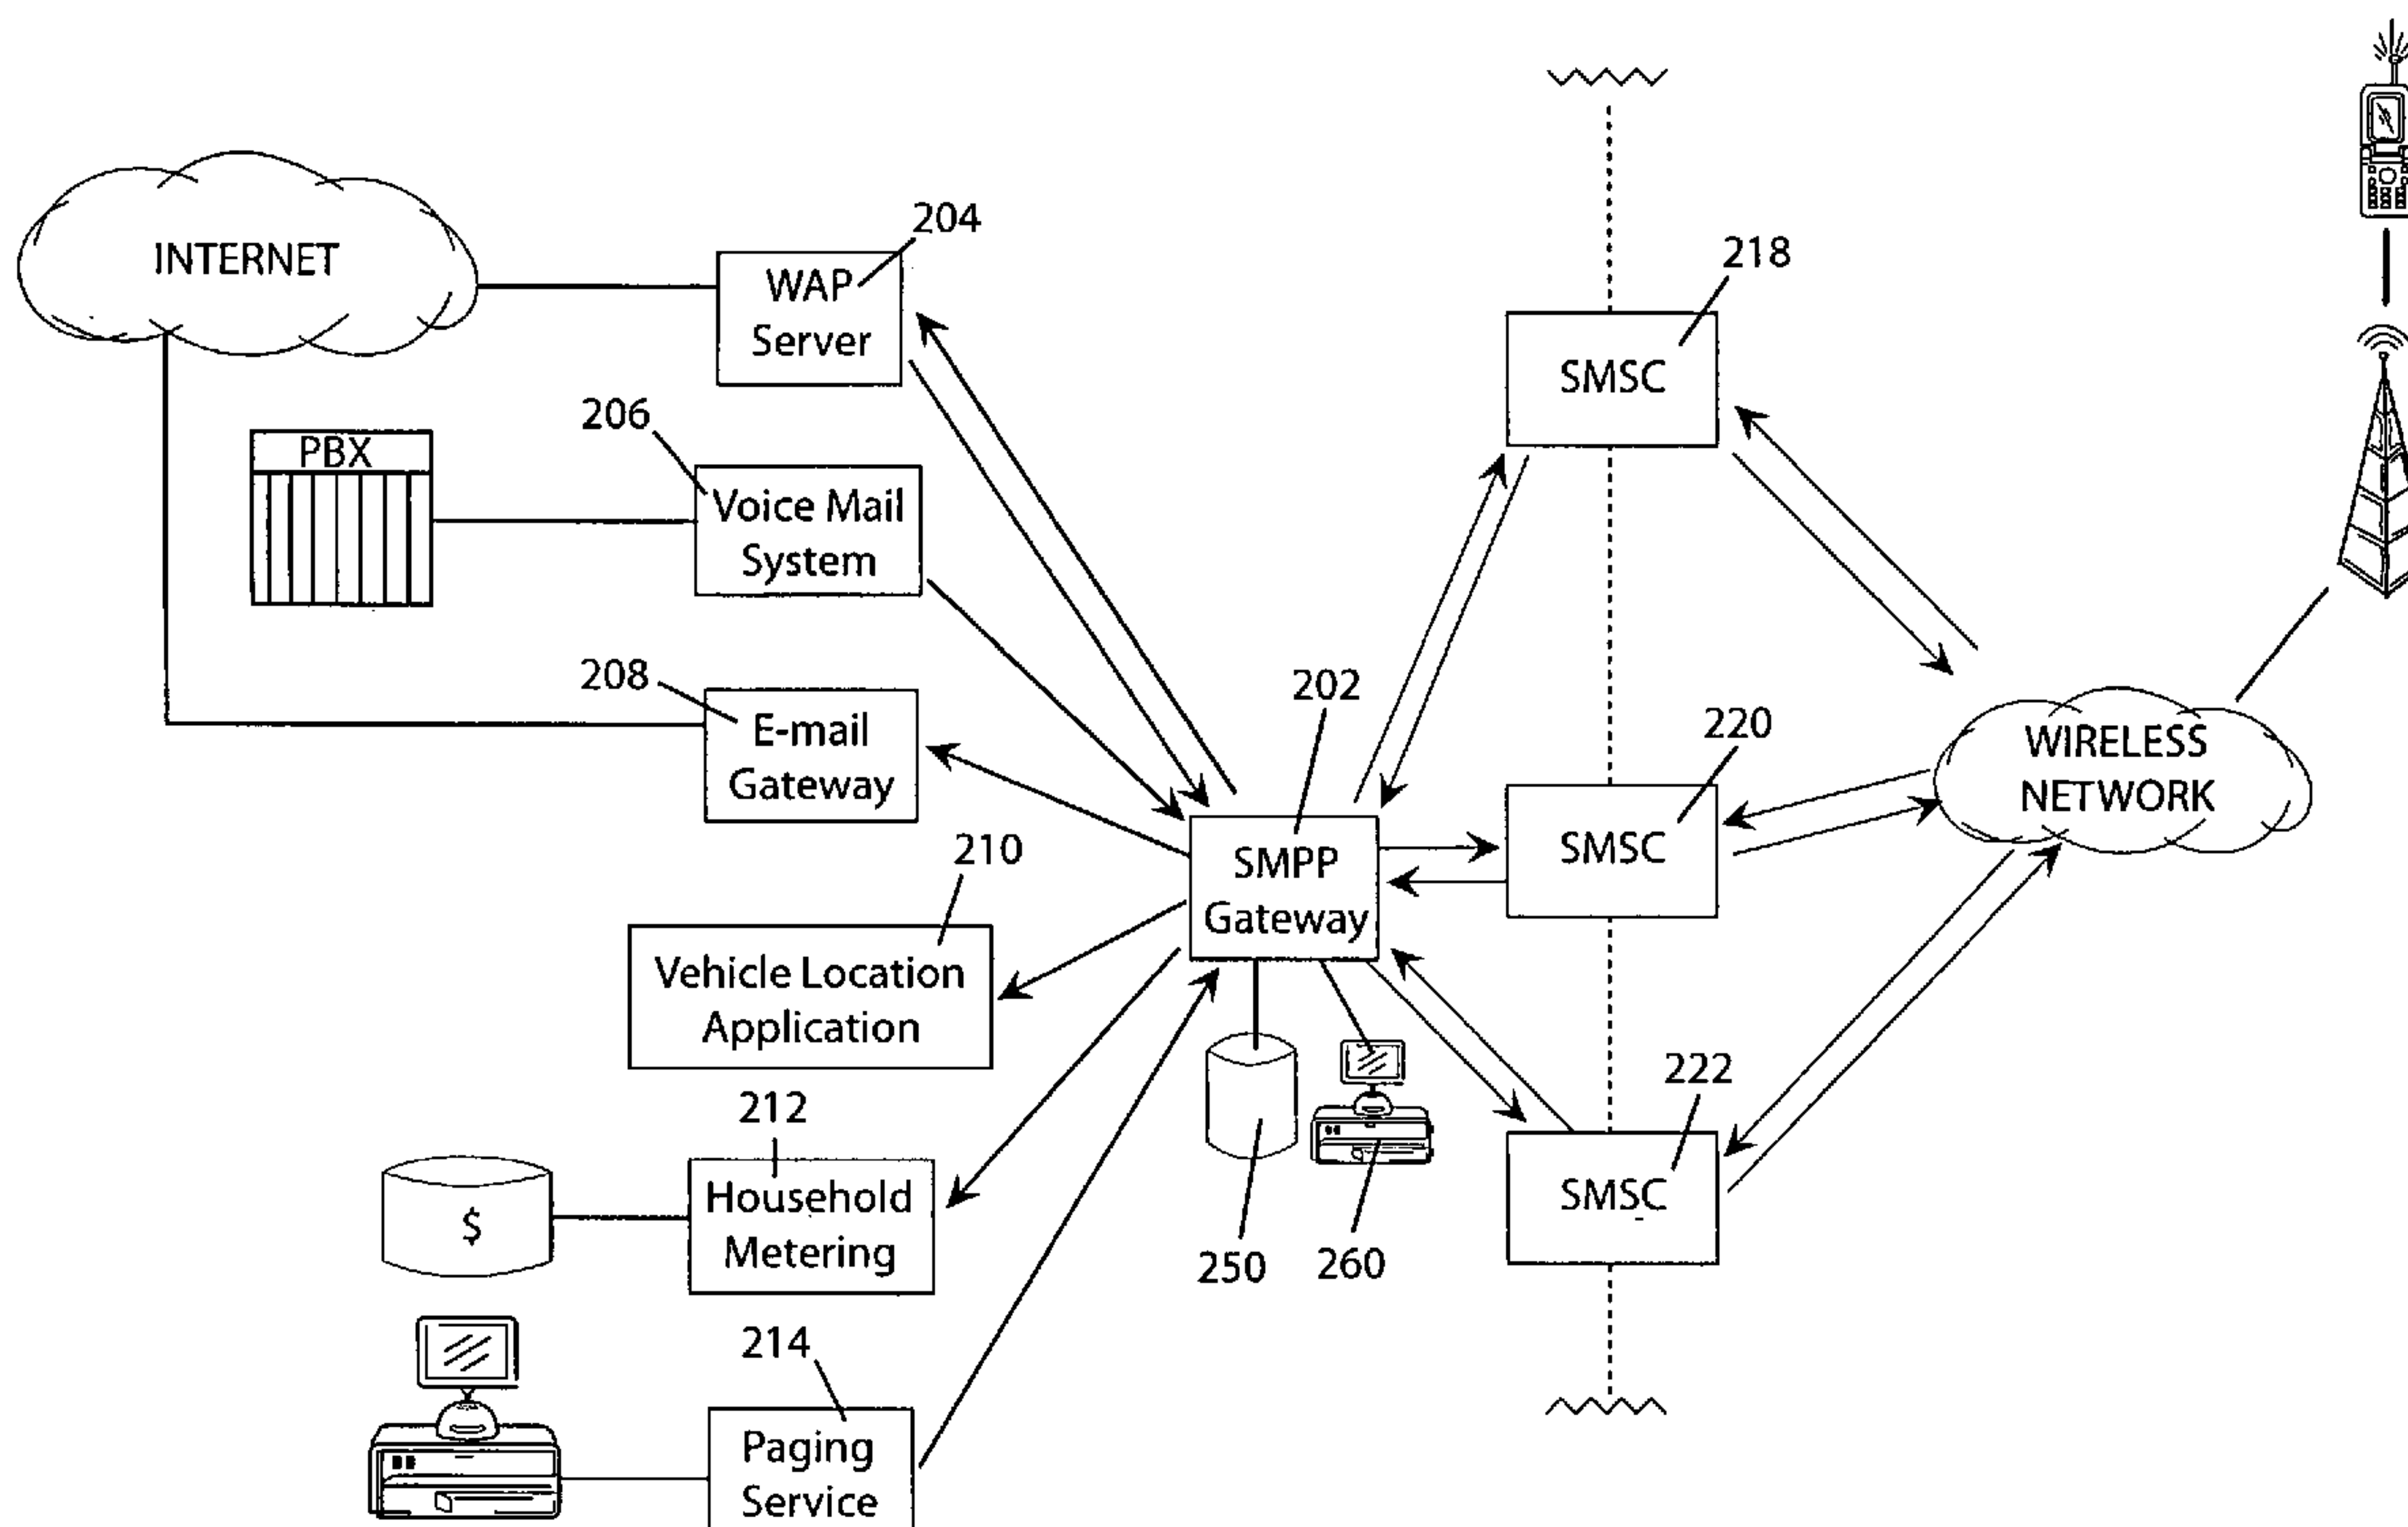 204
INTERNET
WAP
Server
218
SMSC
206
PBX
Voice Mail
System
208
E-mail
Gateway
202
220
WIRELESS
NETWORK
SMPP
Gateway
SMSC
210
Vehicle Location
Application
222
212
SMSC
Household
Metering
$
250
260
214
Paging
Service